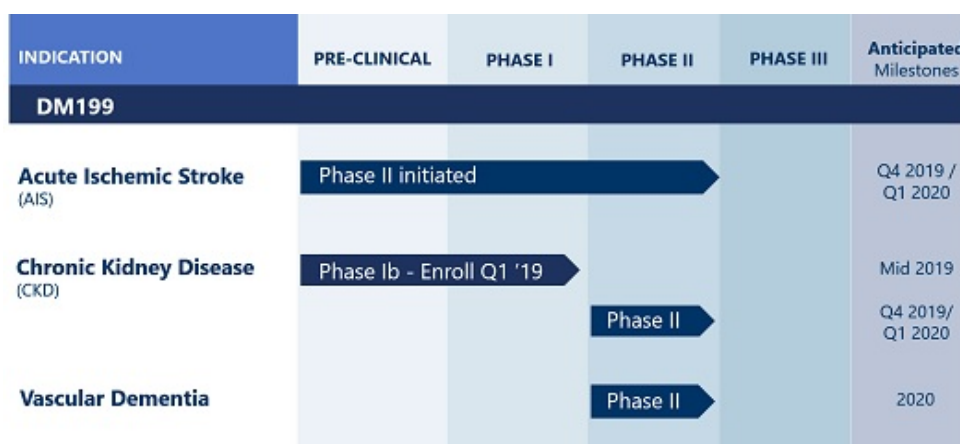 INDICATION PRE-CLINICAL PHASE I PHASE II PHASE III Anticipated
Milestones
DM199
Acute Ischemic Stroke Phase II initiated Q4 2019 /
(AIS) Q1 2020
Chronic Kidney Disease Phase Ib - Enroll Q1 '19 Mid 2019
(CKD)
Phase II Q4 2019/
Q1 2020
Vascular Dementia Phase II 2020